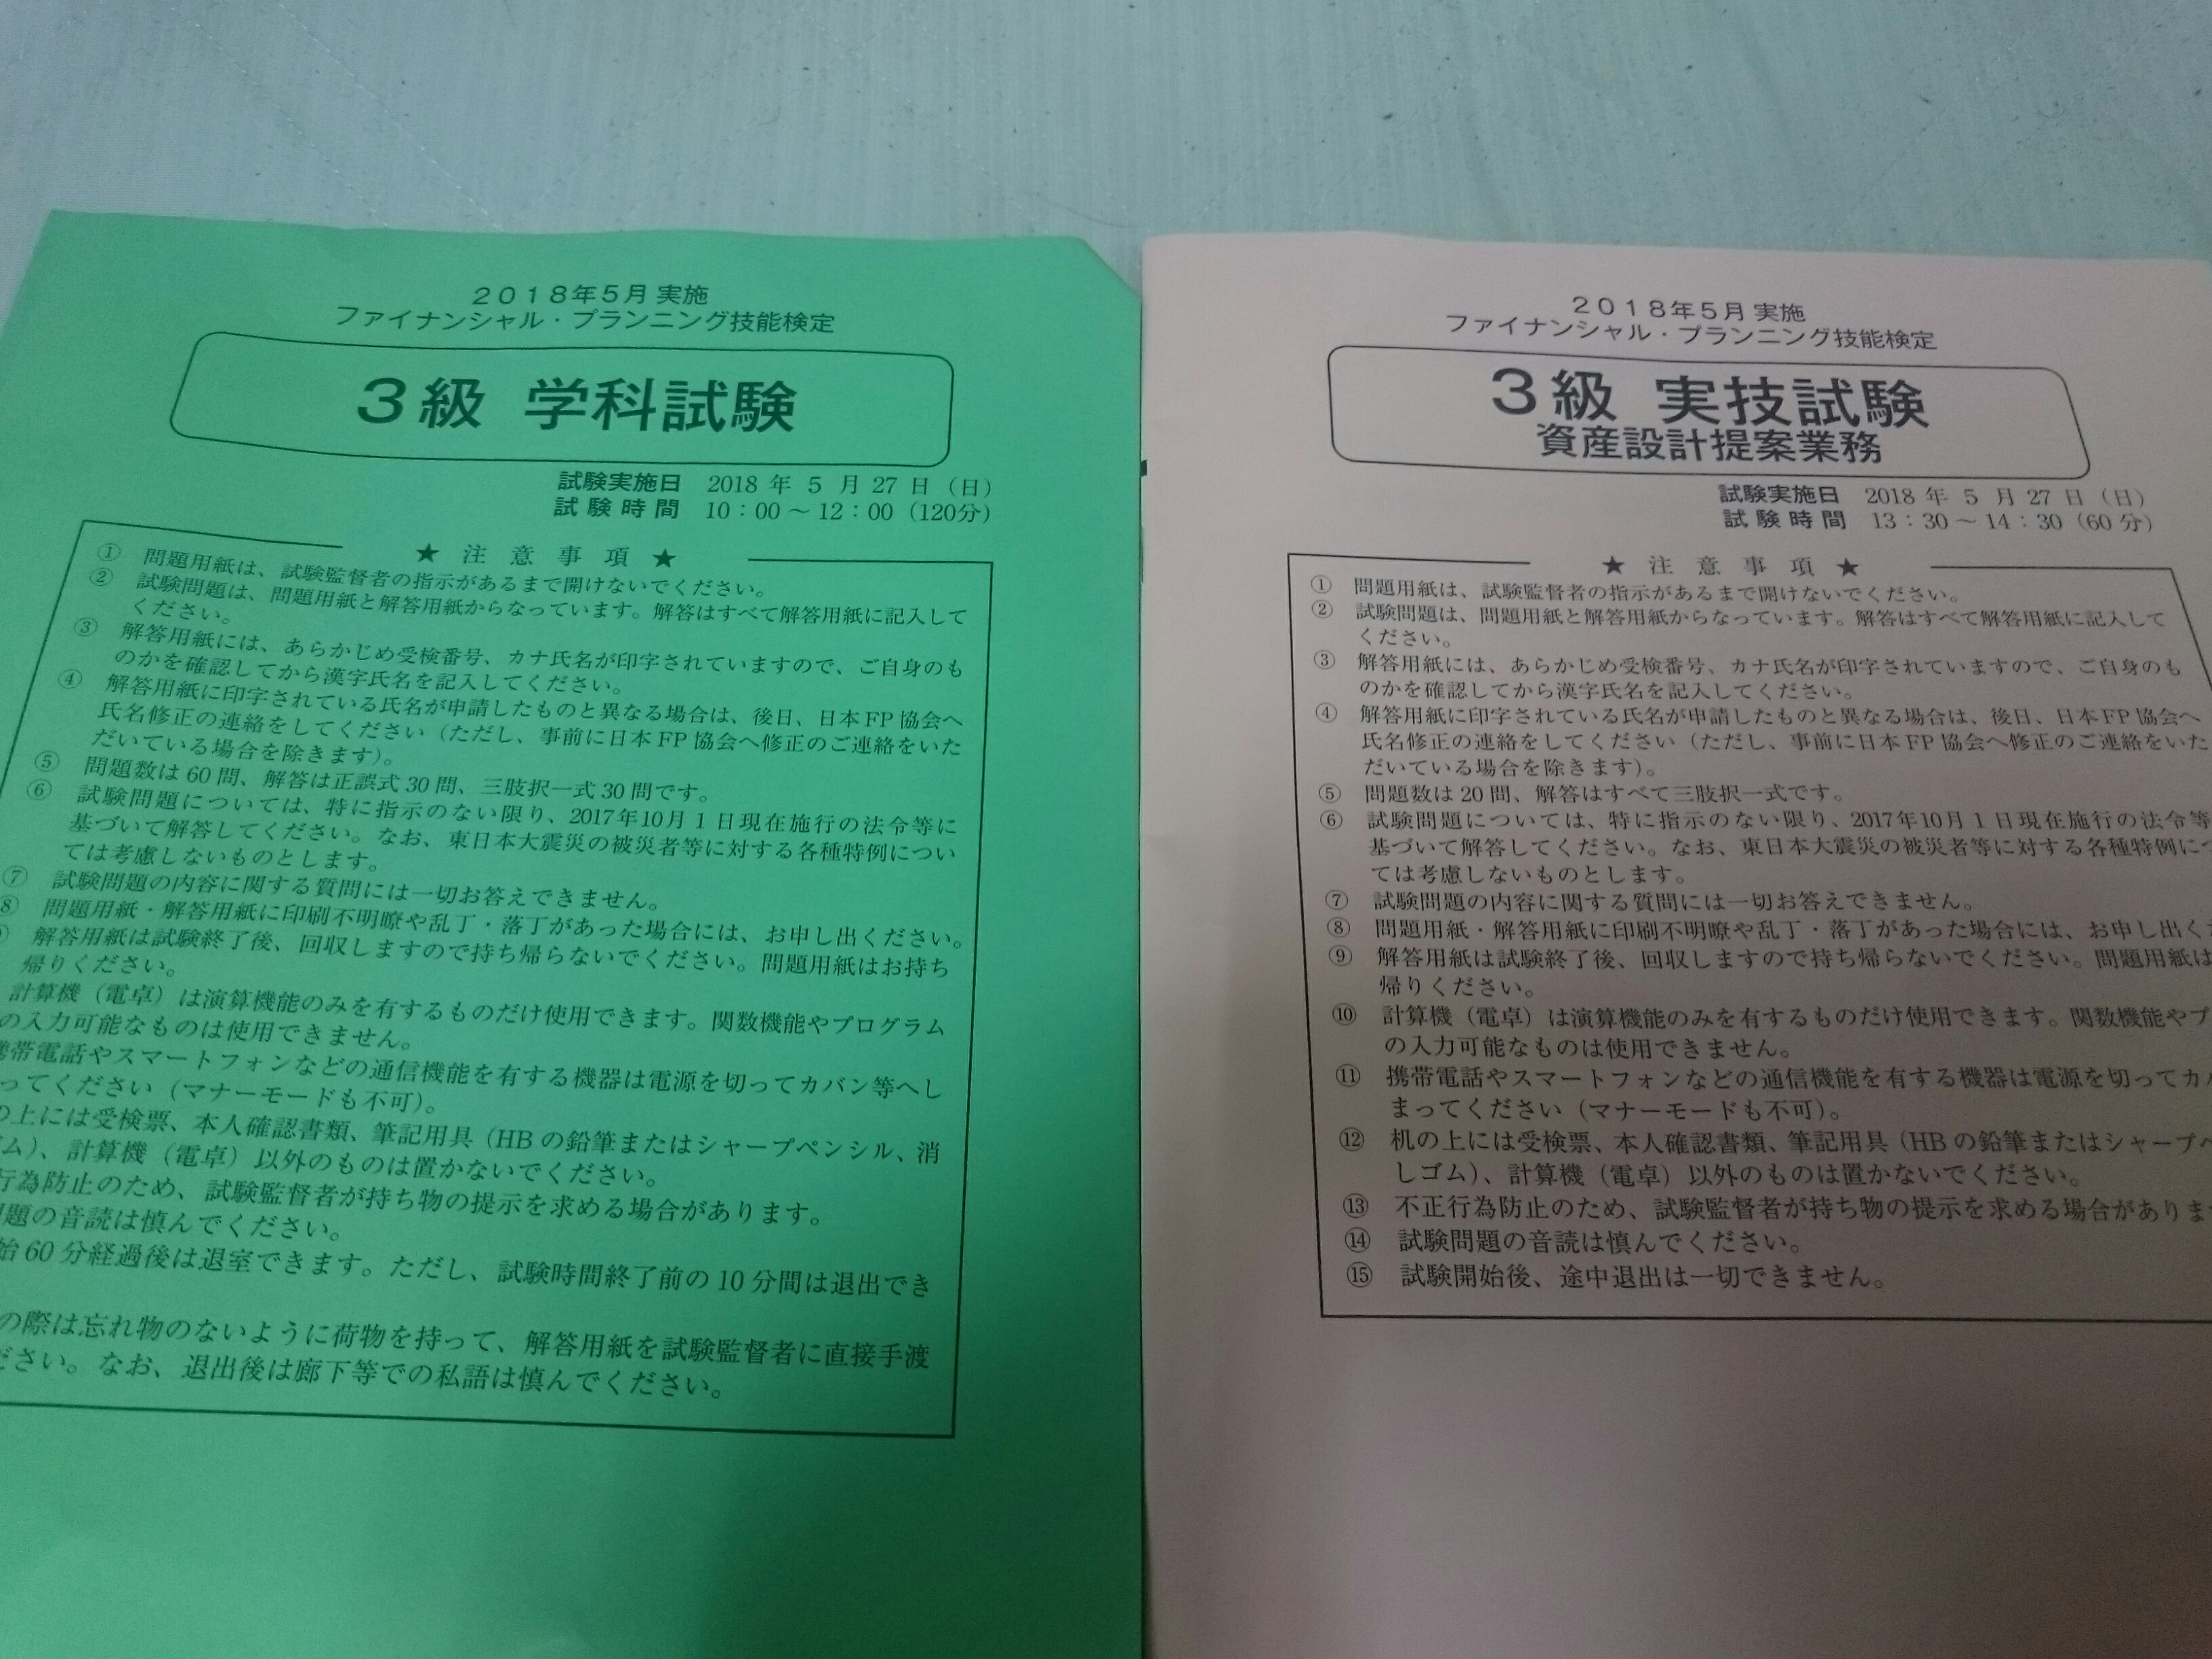 2018年5月 実施
ファイナンシャル・プランニング技能検定
3級 学科試験
試験実施日 2018 年 5 月 27 日（日）
試験時間 10：00～12：00（120分）
★ 注 意 事 項 ★
① 問題用紙は、試験監督者の指示があるまで開けないでください。
② 試験問題は、問題用紙と解答用紙からなっています。解答はすべて解答用紙に記入して
ください。
③ 解答用紙には、あらかじめ受検番号、カナ氏名が印字されていますので、ご自身のも
のかを確認してから漢字氏名を記入してください。
④ 解答用紙に印字されている氏名が申請したものと異なる場合は、後日、日本FP協会へ
氏名修正の連絡をしてください（ただし、事前に日本FP協会へ修正のご連絡をいた
だいている場合を除きます）。
⑤ 問題数は60問、解答は正誤式30問、三肢択一式30問です。
⑥ 試験問題については、特に指示のない限り、2017年10月1日現在施行の法令等に
基づいて解答してください。なお、東日本大震災の被災者等に対する各種特例につい
ては考慮しないものとします。
⑦ 試験問題の内容に関する質問には一切お答えできません。
⑧ 問題用紙・解答用紙に印刷不明瞭や乱丁・落丁があった場合には、お申し出ください。
解答用紙は試験終了後、回収しますので持ち帰らないでください。問題用紙はお持ち
帰りください。
計算機（電卓）は演算機能のみを有するものだけ使用できます。関数機能やプログラム
の入力可能なものは使用できません。
携帯電話やスマートフォンなどの通信機能を有する機器は電源を切ってカバン等へし
ってください（マナーモードも不可）。
の上には受検票、本人確認書類、筆記用具（HBの鉛筆またはシャープペンシル、消
ゴム）、計算機（電卓）以外のものは置かないでください。
行為防止のため、試験監督者が持ち物の提示を求める場合があります。
題の音読は慎んでください。
始60分経過後は退室できます。ただし、試験時間終了前の10分間は退出でき
の際は忘れ物のないように荷物を持って、解答用紙を試験監督者に直接手渡
ださい。なお、退出後は廊下等での私語は慎んでください。
2018年5月 実施
ファイナンシャル・プランニング技能検定
3級 実技試験
資産設計提案業務
試験実施日 2018 年 5 月 27 日（日）
試験時間 13：30～14：30（60分）
★ 注 意 事 項 ★
① 問題用紙は、試験監督者の指示があるまで開けないでください。
② 試験問題は、問題用紙と解答用紙からなっています。解答はすべて解答用紙に記入して
ください。
③ 解答用紙には、あらかじめ受検番号、カナ氏名が印字されていますので、ご自身のも
のかを確認してから漢字氏名を記入してください。
④ 解答用紙に印字されている氏名が申請したものと異なる場合は、後日、日本FP協会へ
氏名修正の連絡をしてください（ただし、事前に日本FP協会へ修正のご連絡をいた
だいている場合を除きます）。
⑤ 問題数は20問、解答はすべて三肢択一式です。
⑥ 試験問題については、特に指示のない限り、2017年10月1日現在施行の法令等
基づいて解答してください。なお、東日本大震災の被災者等に対する各種特例につ
ては考慮しないものとします。
⑦ 試験問題の内容に関する質問には一切お答えできません。
⑧ 問題用紙・解答用紙に印刷不明瞭や乱丁・落丁があった場合には、お申し出くだ
⑨ 解答用紙は試験終了後、回収しますので持ち帰らないでください。問題用紙は
帰りください。
⑩ 計算機（電卓）は演算機能のみを有するものだけ使用できます。関数機能やプ
の入力可能なものは使用できません。
⑪ 携帯電話やスマートフォンなどの通信機能を有する機器は電源を切ってカバ
まってください（マナーモードも不可）。
⑫ 机の上には受検票、本人確認書類、筆記用具（HBの鉛筆またはシャープペ
しゴム）、計算機（電卓）以外のものは置かないでください。
⑬ 不正行為防止のため、試験監督者が持ち物の提示を求める場合がありま
⑭ 試験問題の音読は慎んでください。
⑮ 試験開始後、途中退出は一切できません。